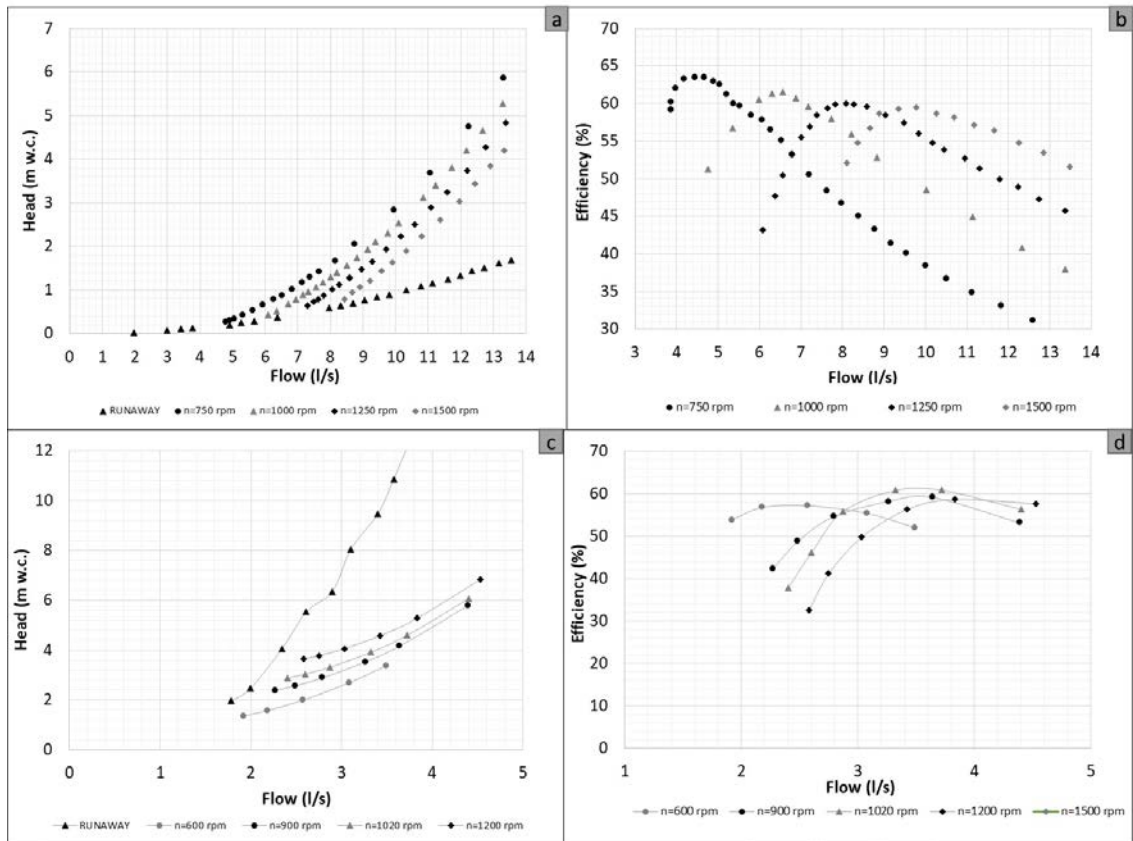 a
7
6
5
4
3
2
1
0
Head (m w.c.)
0 1 2 3 4 5 6 7 8 9 10 11 12 13 14
Flow (l/s)
RUNAWAY n=750 rpm n=1000 rpm n=1250 rpm n=1500 rpm
b
70
65
60
55
50
45
40
35
30
Efficiency (%)
3 4 5 6 7 8 9 10 11 12 13 14
Flow (l/s)
n=750 rpm n=1000 rpm n=1250 rpm n=1500 rpm
c
12
10
8
6
4
2
0
Head (m w.c.)
0 1 2 3 4 5
Flow (l/s)
RUNAWAY n=600 rpm n=900 rpm n=1020 rpm n=1200 rpm
d
70
60
50
40
30
20
10
0
Efficiency (%)
1 2 3 4 5
Flow (l/s)
n=600 rpm n=900 rpm n=1020 rpm n=1200 rpm n=1500 rpm